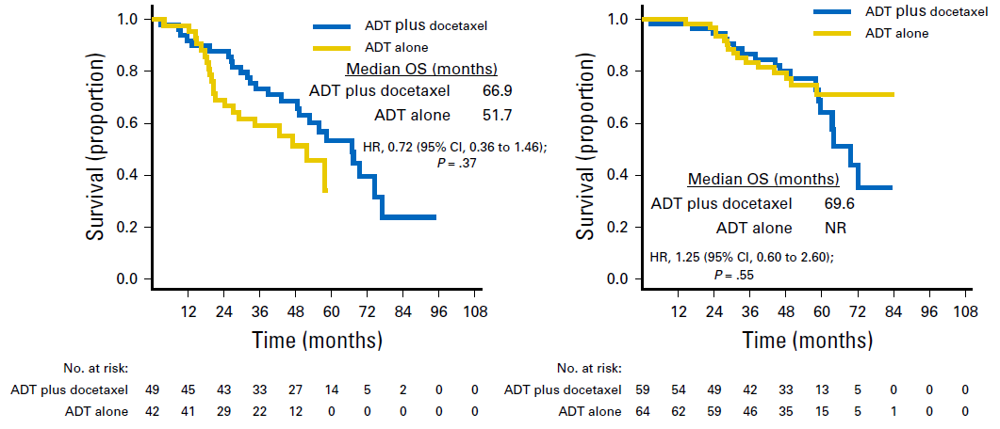 1.0
0.8
0.6
0.4
0.2
0.0
Survival (proportion)
ADT plus docetaxel
ADT alone
Median OS (months)
ADT plus docetaxel 66.9
ADT alone 51.7
HR, 0.72 (95% CI, 0.36 to 1.46);
P = .37
12 24 36 48 60 72 84 96 108
Time (months)
No. at risk:
ADT plus docetaxel 49 45 43 33 27 14 5 2 0 0
ADT alone 42 41 29 22 12 0 0 0 0 0
1.0
0.8
0.6
0.4
0.2
0.0
Survival (proportion)
ADT plus docetaxel
ADT alone
Median OS (months)
ADT plus docetaxel 69.6
ADT alone NR
HR, 1.25 (95% CI, 0.60 to 2.60);
P = .55
12 24 36 48 60 72 84 96 108
Time (months)
No. at risk:
ADT plus docetaxel 59 54 49 42 33 13 5 0 0 0
ADT alone 64 62 59 46 35 15 5 1 0 0